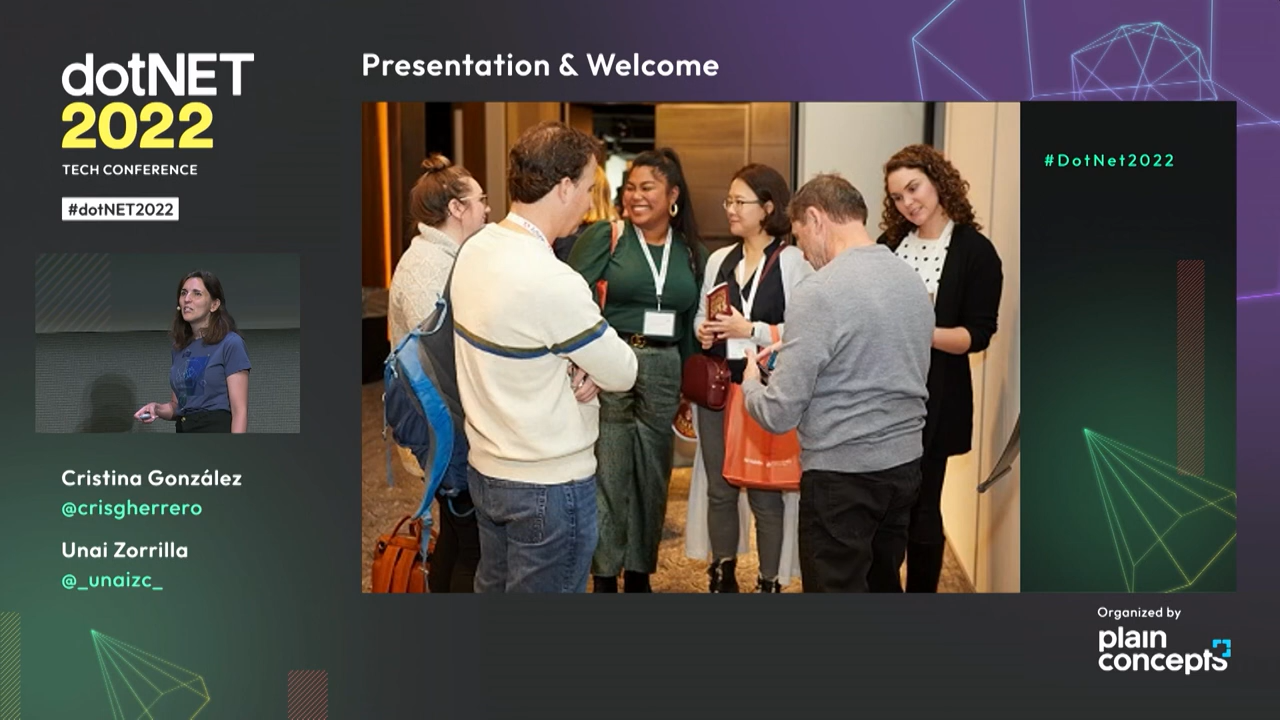 dotNET
2022
TECH CONFERENCE
#dotNET2022
Presentation & Welcome
#DotNet2022
Cristina González
@crisgherrero
Unai Zorrilla
@_unaizc_
Organized by
plain
concepts